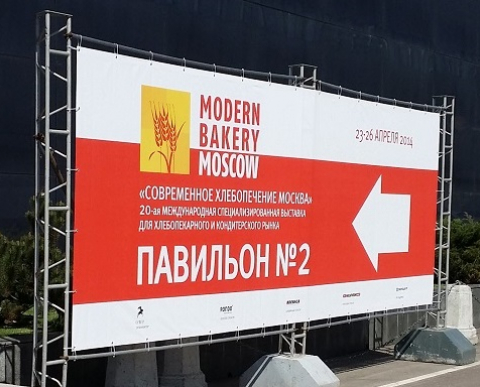 MODERN
BAKERY
MOSCOW
23-26 АПРЕЛЯ 2014
«СОВРЕМЕННОЕ ХЛЕБОПЕЧЕНИЕ МОСКВА»
20-ая МЕЖДУНАРОДНАЯ СПЕЦИАЛИЗИРОВАННАЯ ВЫСТАВКА
ДЛЯ ХЛЕБОПЕКАРНОГО И КОНДИТЕРСКОГО РЫНКА
ПАВИЛЬОН №2